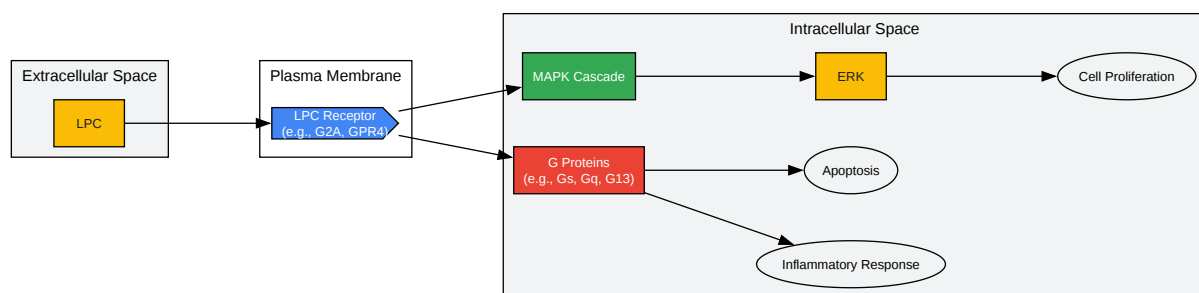 Extracellular Space
LPC
Plasma Membrane
LPC Receptor
(e.g., G2A, GPR4)
Intracellular Space
MAPK Cascade
ERK
Cell Proliferation
G Proteins
(e.g., Gs, Gq, G13)
Apoptosis
Inflammatory Response